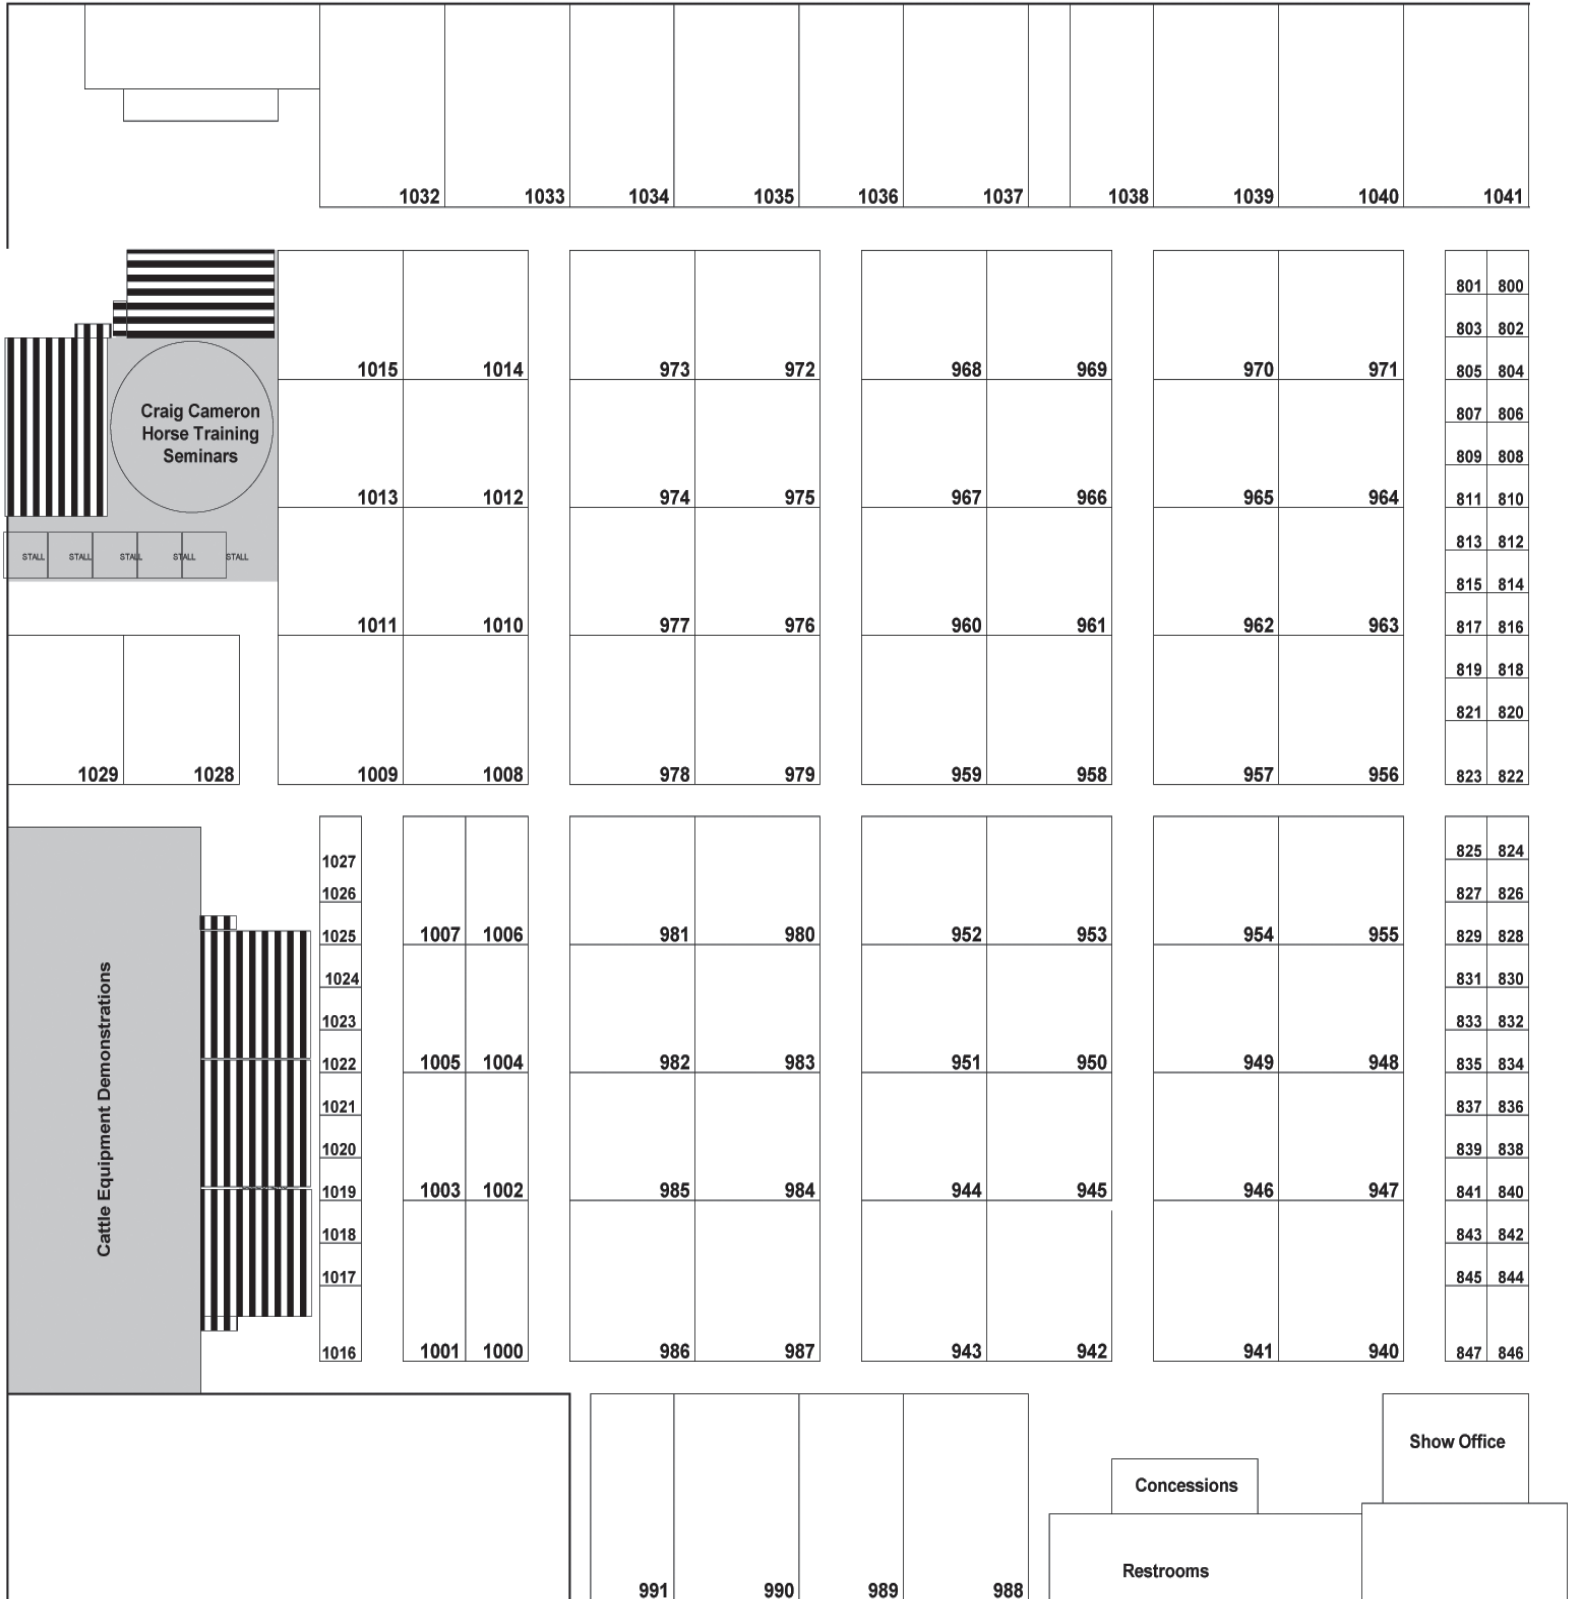 1032 1033 1034 1035 1036 1037 1038 1039 1040 1041
801 800
803 802
1015 1014 973 972 968 969 970 971 805 804
Craig Cameron
Horse Training
Seminars
807 806
809 808
1013 1012 974 975 967 966 965 964 811 810
813 812
STALL STALL STALL STALL STALL
815 814
1011 1010 977 976 960 961 962 963 817 816
819 818
821 820
1029 1028 1009 1008 978 979 959 958 957 956 823 822
825 824
1027
1026 827 826
1025 1007 1006 981 980 952 953 954 955 829 828
1024 831 830
1023 833 832
Cattle Equipment Demonstrations
1022 1005 1004 982 983 951 950 949 948 835 834
1021 837 836
1020 839 838
1019 1003 1002 985 984 944 945 946 947 841 840
1018 843 842
1017 845 844
1016 1001 1000 986 987 943 942 941 940 847 846
Show Office
Concessions
Restrooms
991 990 989 988